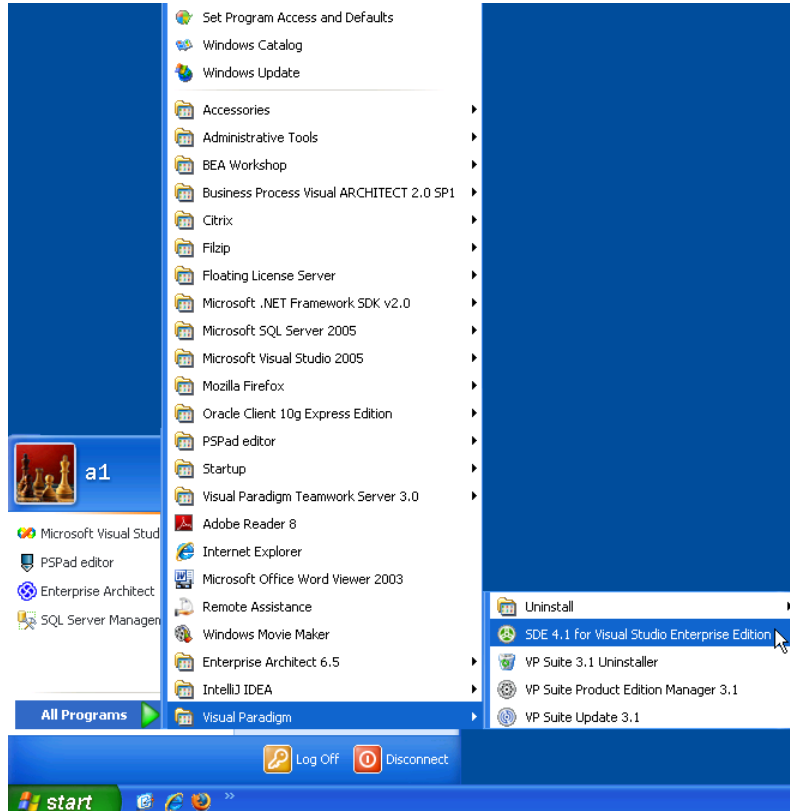 Set Program Access and Defaults
Windows Catalog
Windows Update
Accessories
Administrative Tools
BEA Workshop
Business Process Visual ARCHITECT 2.0 SP1
Citrix
Filzip
Floating License Server
Microsoft .NET Framework SDK v2.0
Microsoft SQL Server 2005
Microsoft Visual Studio 2005
Mozilla Firefox
Oracle Client 10g Express Edition
PSPad editor
Startup
Visual Paradigm Teamwork Server 3.0
Adobe Reader 8
Internet Explorer
Microsoft Office Word Viewer 2003
Remote Assistance
Windows Movie Maker
Enterprise Architect 6.5
IntelliJ IDEA
Visual Paradigm
a1
Microsoft Visual Stud
PSPad editor
Enterprise Architect
SQL Server Managen
All Programs
Uninstall
SDE 4.1 for Visual Studio Enterprise Edition
VP Suite 3.1 Uninstaller
VP Suite Product Edition Manager 3.1
VP Suite Update 3.1
Log Off
Disconnect
start